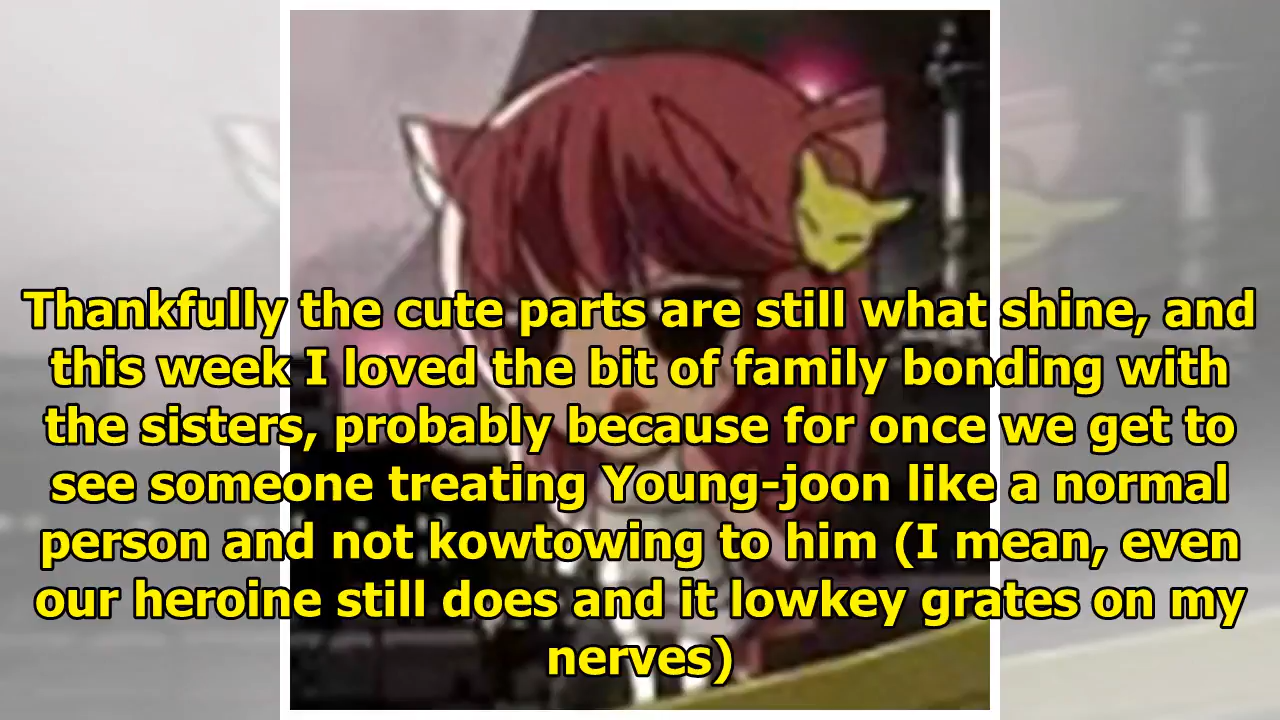 Thankfully the cute parts are still what shine, and
this week I loved the bit of family bonding with
the sisters, probably because for once we get to
see someone treating Young-joon like a normal
person and not kowtowing to him (I mean, even
our heroine still does and it lowkey grates on my
nerves)